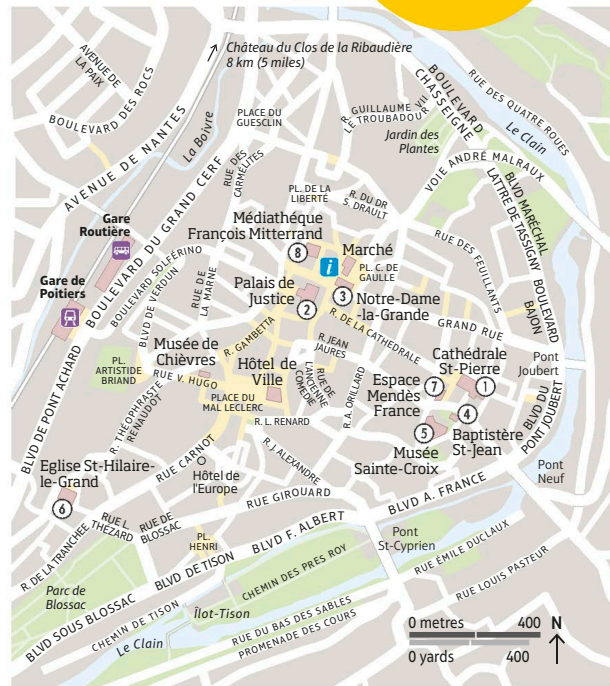 Château du Clos de la Ribaudière
8 km (5 miles)
AVENUE DE
LA PAIX
BOULEVARD DES ROCS
AVENUE DE NANTES
La Boivre
PLACE DU
GUESCLIN
R. GUILLAUME VII
LE TROUBADOU
BOULEVARD
CHASSEIGNE
RUE DES QUATRE ROUES
Le Clain
Jardin des
Plantes
VOIE ANDRÉ MALRAUX
BLVD MARÉCHAL
LATTRE DE TASSIGNY
BOULEVARD
BAJON
RUE DES
CARMÉUTES
PL. DE LA
LIBERTÉ
R. DU DR
S. DRAULT
Gare
Routière
BOULEVARD DU GRAND CERF
Médiathéque
François Mitterrand
8
i
Marché
PL. C. DE
GAULLE
RUE DES FEUILLANTS
BOULEVARD SOLFÉRINO
BLVD DE VERDUN
RUE DE
LA MARNE
Gare de
Poitiers
Palais de
Justice
2
3
Notre-Dame
-la-Grande
R. DE LA CATHEDRALE
GRAND RUE
R. GAMBETTA
R. JEAN
JAURES
Musée de
Chièvres
PL.
ARTISTIDE
BRIAND
RUE V. HUGO
Hôtel de
Ville
RUE DE
L'ANCIENNE
COMEDIE
R.A. ORILLARD
Espace
Mendès
France
7
Cathédrale
St-Pierre
1
Pont
Joubert
BLVD DE PONT ACHARD
R. THÉOPHRASTE
RENAUDOT
PLACE DU
MAL LECLERC
R. L. RENARD
4
5
Baptistère
St-Jean
Musée
Sainte-Croix
BLVD DU
PONT JOUBERT
Pont
Neuf
Eglise St-Hilaire-
le-Grand
6
RUE CARNOT
Hôtel de
l'Europe
R. J. ALEXANDRE
RUE GIROUARD
BLVD A. FRANCE
RUE L.
THEZARD
RUE DE
BLOSSAC
R. DE LA TRANCHEE
PL.
HENRI
BLVD DE TISON
BLVD F. ALBERT
Pont
St-Cyprien
RUE ÉMILE DUCLAUX
RUE LOUIS PASTEUR
Parc de
Blossac
BLVD SOUS BLOSSAC
CHEMIN DE TISON
Le Clain
Îlot-Tison
CHEMIN DES PRES ROY
RUE DU BAS DES SABLES
PROMENADE DES COURS
0 metres 400
0 yards 400
N